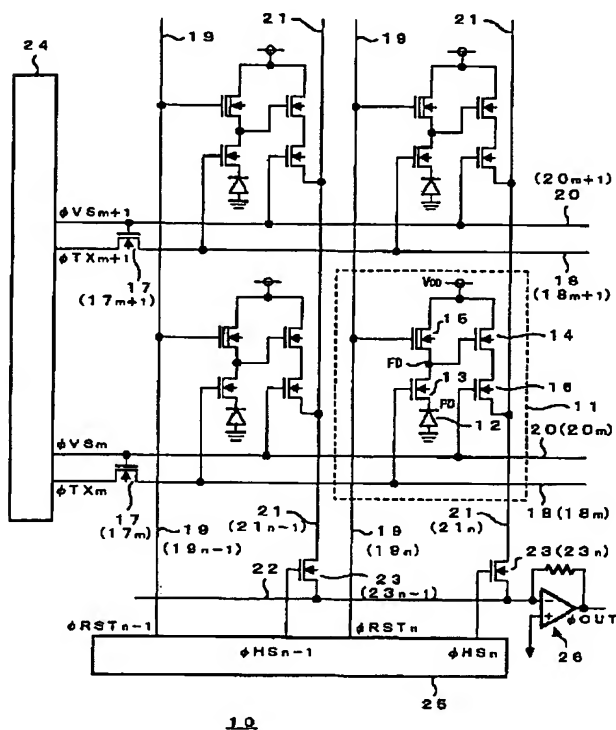 24
19
21
19
21
φVSm+1
φTXm+1
17
(17m+1)
20
(20m+1)
18
(18m+1)
VDD
15
14
FD
13
PD
12
16
11
φVSm
φTXm
17
(17m)
20(20m)
18(18m)
19
(19n-1)
21
(21n-1)
19
(19n)
21
(21n)
22
23
(23n-1)
23(23n)
φRSTn-1
φHSn-1
φRSTn
φHSn
φOUT
26
25
10